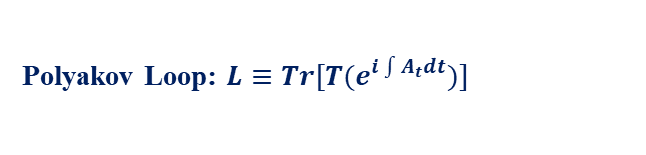 Polyakov Loop: L ≡ Tr[T(e^{i ∫ A_t dt})]